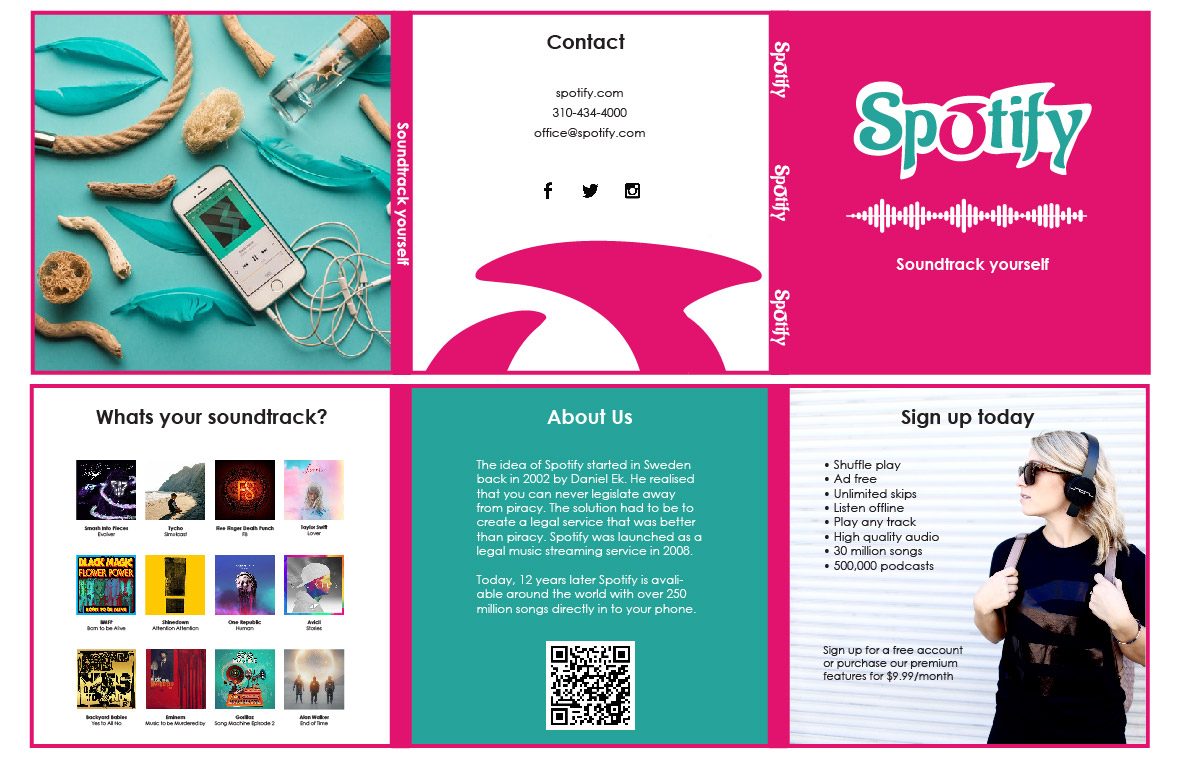 Soundtrack yourself
Contact
spotify.com
310-434-4000
office@spotify.com
Spotify
Spotify
Spotify
Spotify
Soundtrack yourself
Whats your soundtrack?
Smash Into Pieces
Evolver
Tycho
Simulcast
Five Finger Death Punch
F8
Taylor Swift
Lover
BLACK MAGIC
FLOWER POWER
BORN TO BE ALIVE
BMFP
Born to be Alive
Shinedown
Attention Attention
One Republic
Human
Avicii
Stories
Backyard Babies
Yes to All No
Eminem
Music to be Murdered by
Gorillaz
Song Machine Episode 2
Alan Walker
End of Time
About Us
The idea of Spotify started in Sweden
back in 2002 by Daniel Ek. He realised
that you can never legislate away
from piracy. The solution had to be to
create a legal service that was better
than piracy. Spotify was launched as a
legal music streaming service in 2008.
Today, 12 years later Spotify is avali-
able around the world with over 250
million songs directly in to your phone.
Sign up today
• Shuffle play
• Ad free
• Unlimited skips
• Listen offline
• Play any track
• High quality audio
• 30 million songs
• 500,000 podcasts
Sign up for a free account
or purchase our premium
features for $9.99/month